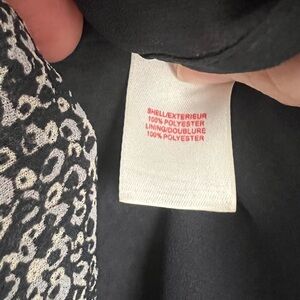 SHELL/EXTERIEUR
100% POLYESTER
LINING/DOUBLURE
100% POLYESTER